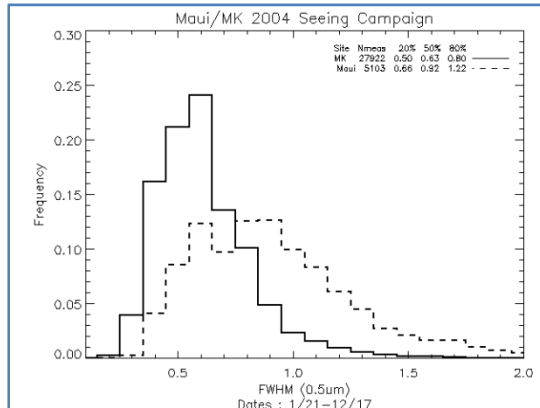 Maui/MK 2004 Seeing Campaign
0.30
Site Nmeas 20% 50% 80%
MK 27922 0.50 0.63 0.80
Maui 5103 0.66 0.92 1.22
0.25
0.20
Frequency
0.15
0.10
0.05
0.00
0.5 1.0 1.5 2.0
FWHM (0.5um)
Dates : 1/21-12/17